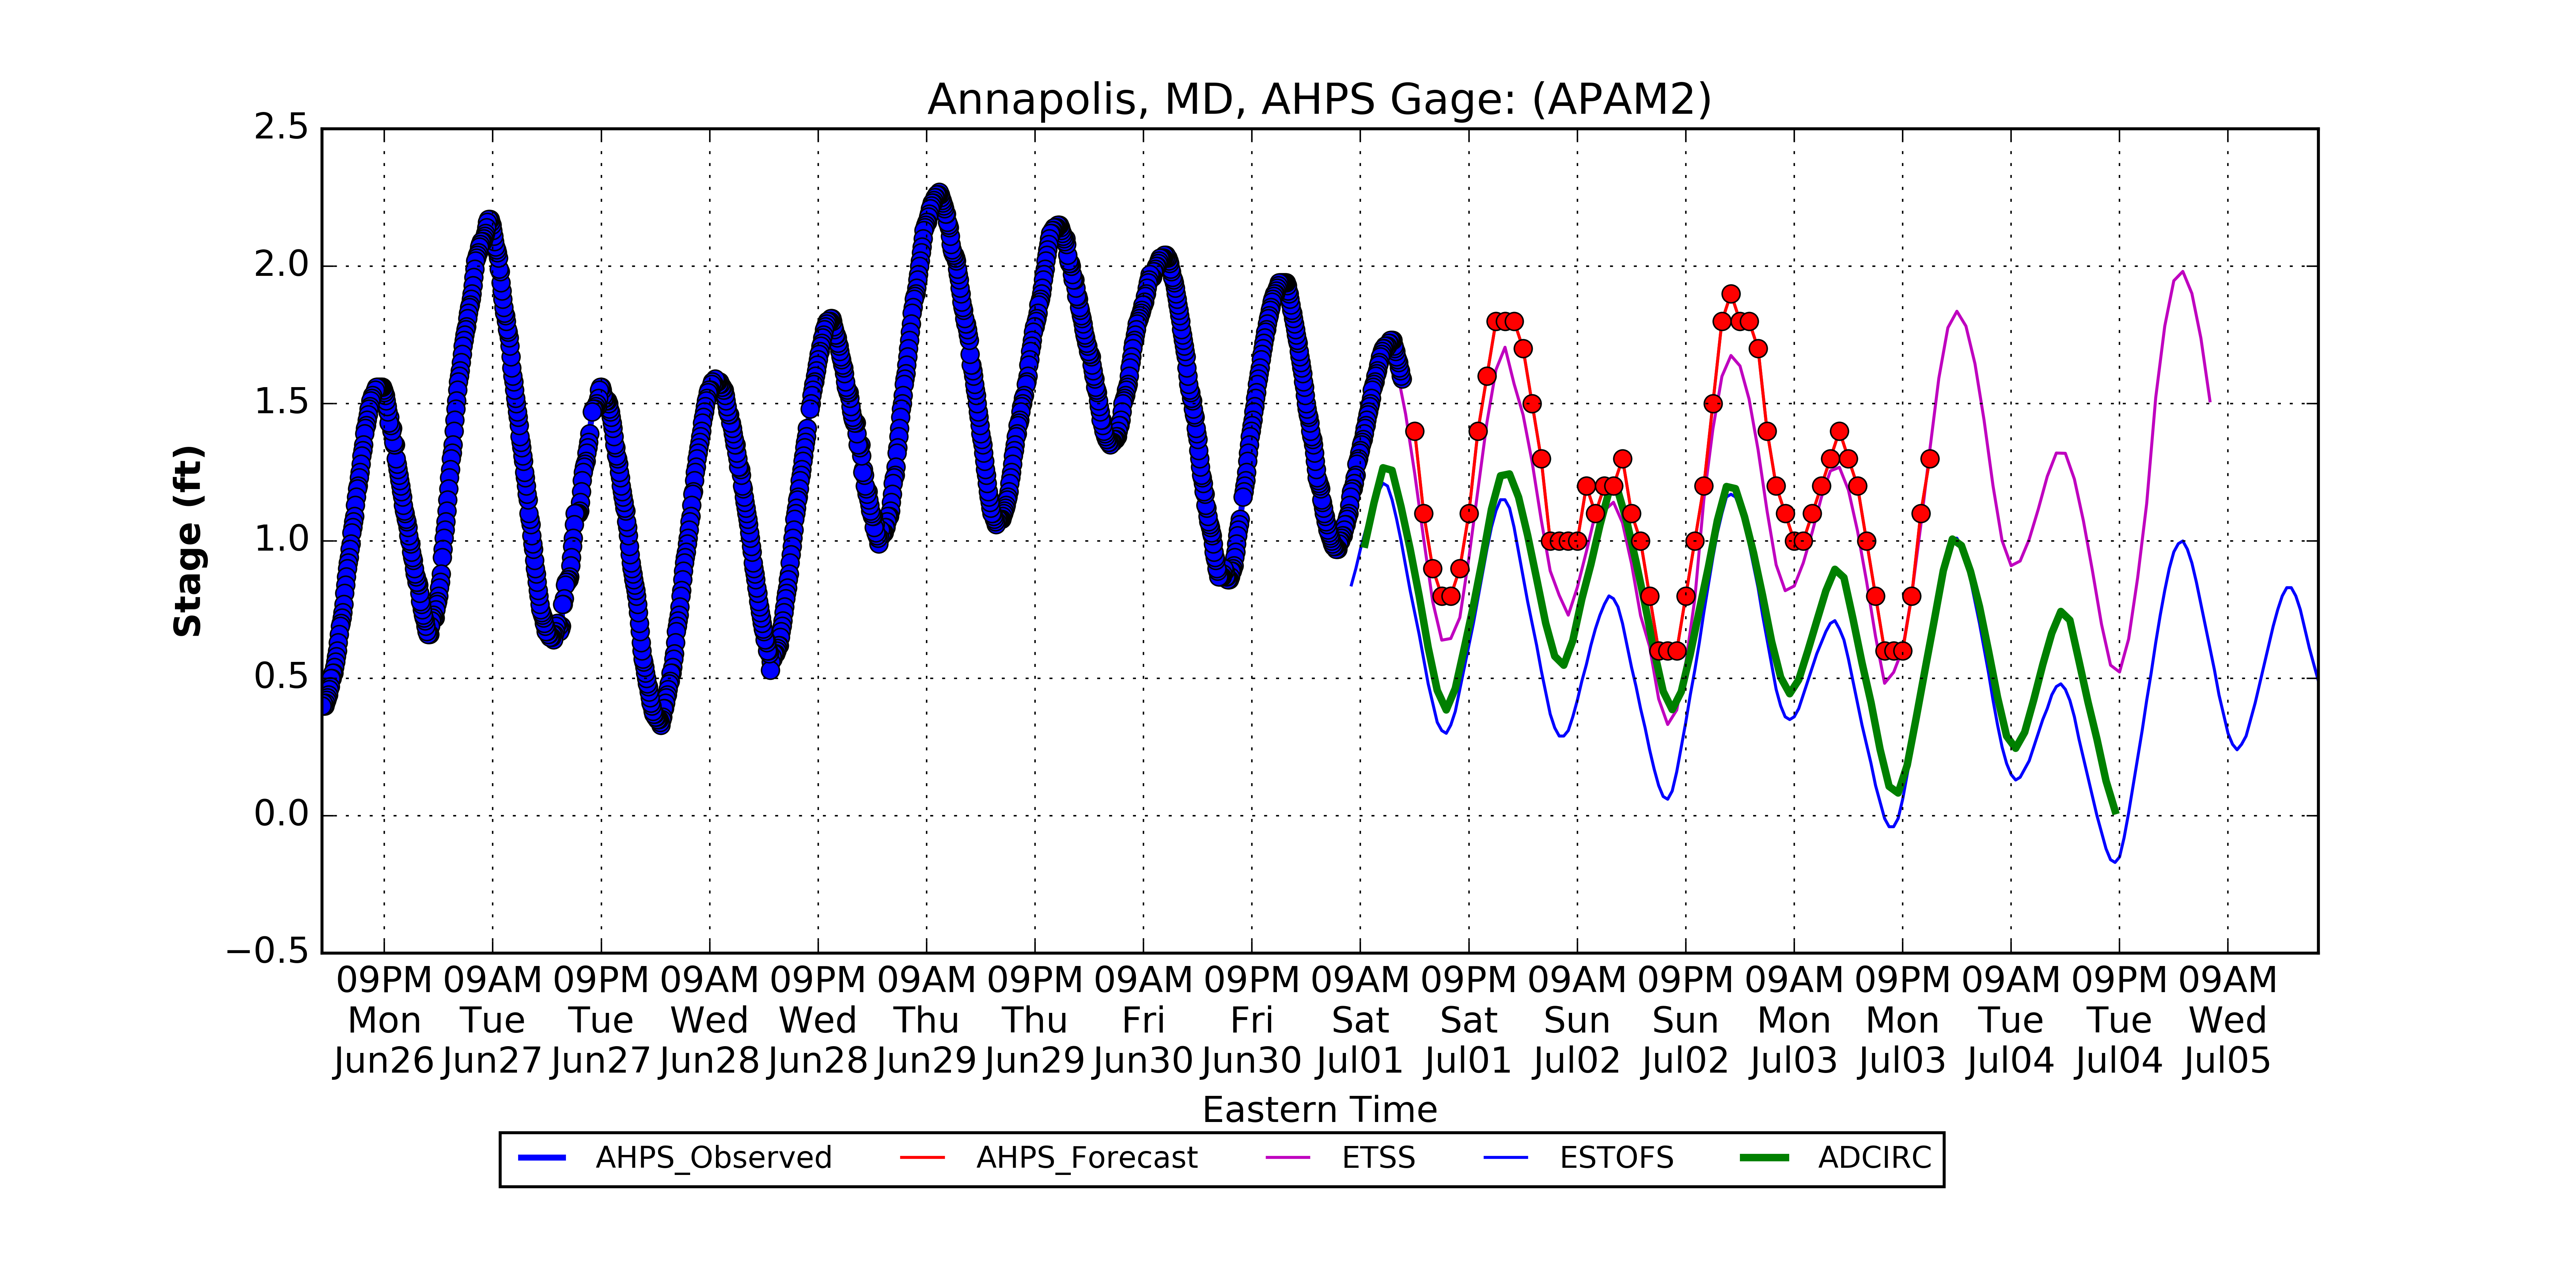 Annapolis, MD, AHPS Gage: (APAM2)
2.5
2.0
1.5
1.0
0.5
0.0
−0.5
Stage (ft)
09PM 09AM 09PM 09AM 09PM 09AM 09PM 09AM 09PM 09AM 09PM 09AM 09PM 09AM 09PM 09AM 09PM 09AM
Mon Tue Tue Wed Wed Thu Thu Fri Fri Sat Sat Sun Sun Mon Mon Tue Tue Wed
Jun26 Jun27 Jun27 Jun28 Jun28 Jun29 Jun29 Jun30 Jun30 Jul01 Jul01 Jul02 Jul02 Jul03 Jul03 Jul04 Jul04 Jul05
Eastern Time
AHPS_Observed AHPS_Forecast ETSS ESTOFS ADCIRC